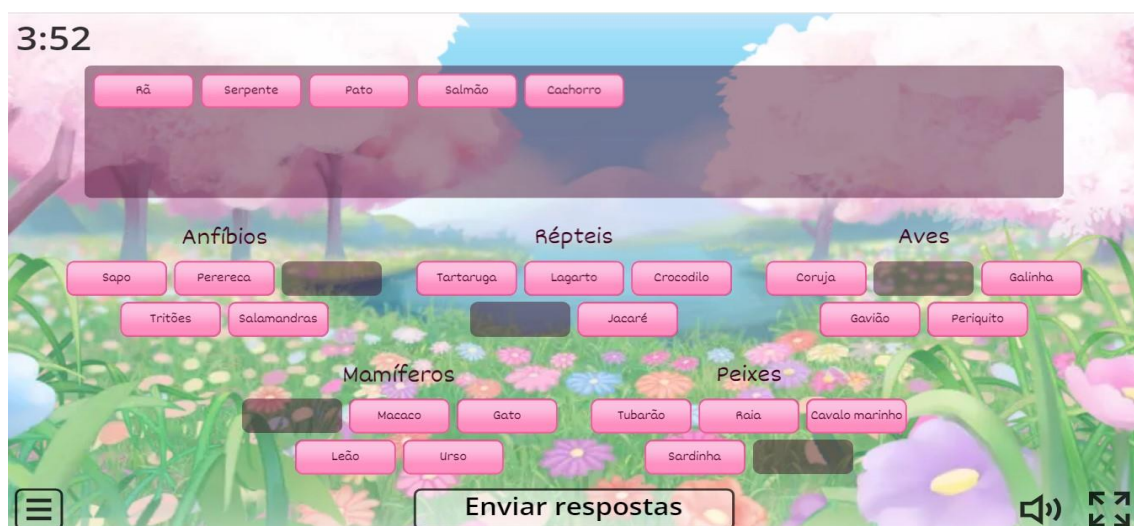 3:52
Rã Serpente Pato Salmão Cachorro
Anfíbios Répteis Aves
Sapo Perereca Tartaruga Lagarto Crocodilo Coruja Galinha
Tritões Salamandras Jacaré Gavião Periquito
Mamíferos Peixes
Macaco Gato Tubarão Raia Cavalo marinho
Leão Urso Sardinha
Enviar respostas